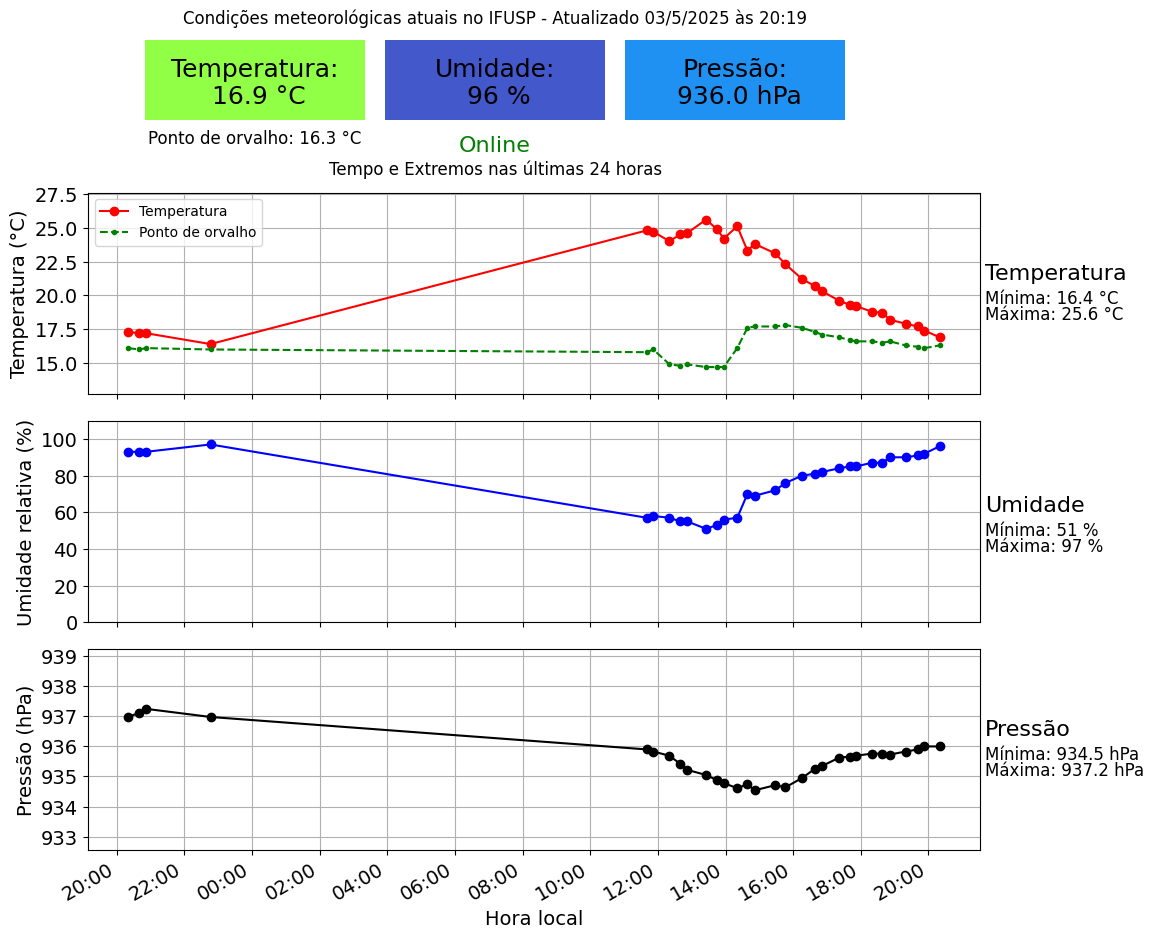 Condições meteorológicas atuais no IFUSP - Atualizado 03/5/2025 às 20:19
Temperatura:
16.9 °C
Umidade:
96 %
Pressão:
936.0 hPa
Ponto de orvalho: 16.3 °C
Online
Tempo e Extremos nas últimas 24 horas
Temperatura (°C)
27.5
25.0
22.5
20.0
17.5
15.0
Temperatura
Ponto de orvalho
Temperatura
Mínima: 16.4 °C
Máxima: 25.6 °C
Umidade relativa (%)
100
80
60
40
20
0
Umidade
Mínima: 51 %
Máxima: 97 %
Pressão (hPa)
939
938
937
936
935
934
933
Pressão
Mínima: 934.5 hPa
Máxima: 937.2 hPa
20:00 22:00 00:00 02:00 04:00 06:00 08:00 10:00 12:00 14:00 16:00 18:00 20:00
Hora local